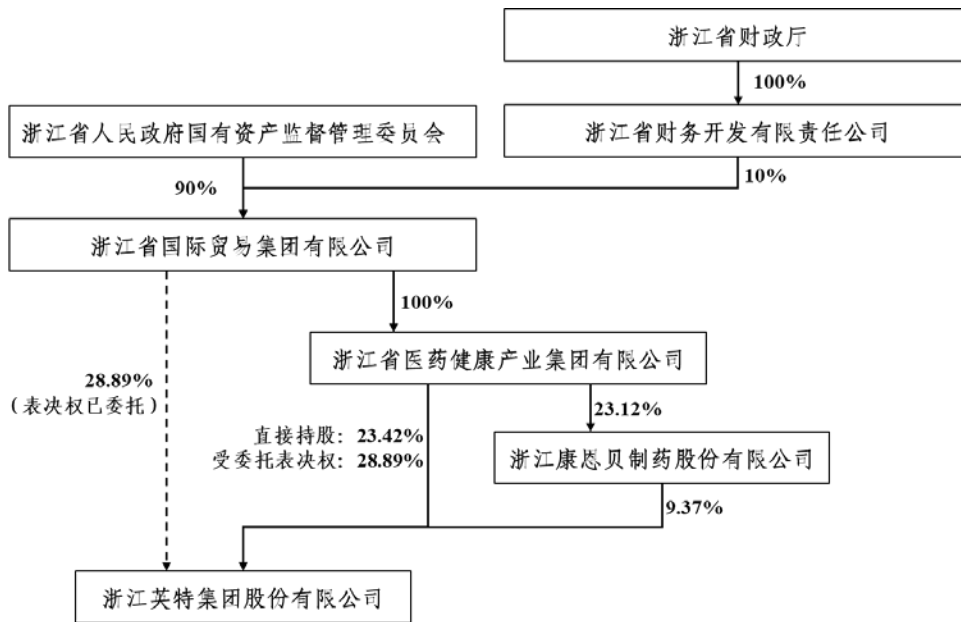 浙江省财政厅
100%
浙江省人民政府国有资产监督管理委员会
浙江省财务开发有限责任公司
90%
10%
浙江省国际贸易集团有限公司
100%
浙江省医药健康产业集团有限公司
28.89%
（表决权已委托）
直接持股：23.42%
受委托表决权：28.89%
23.12%
浙江康恩贝制药股份有限公司
9.37%
浙江英特集团股份有限公司